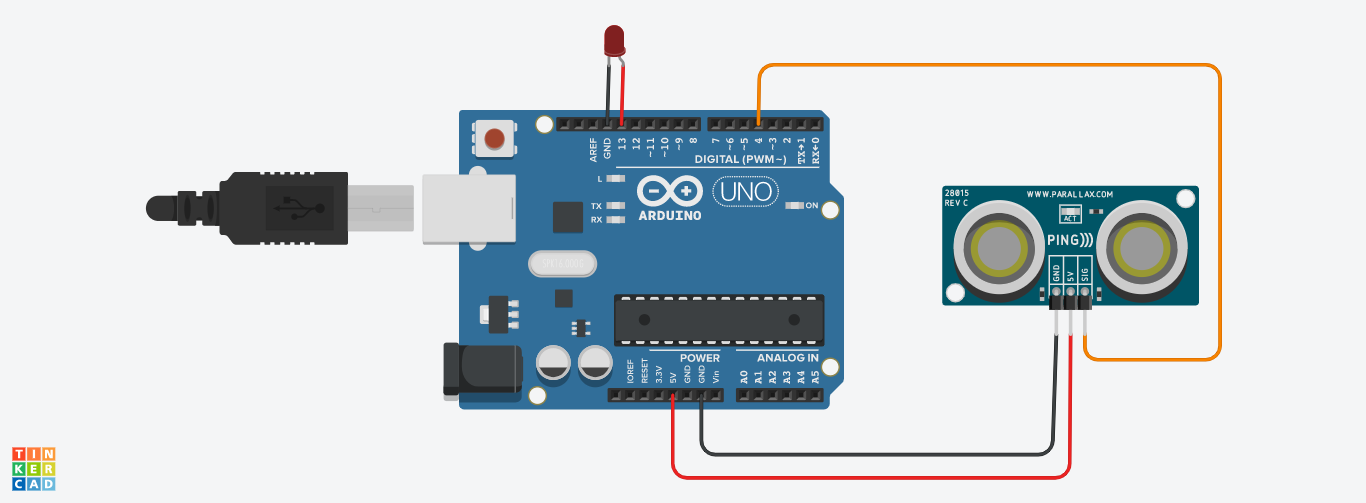 AREF
GND
13
12
~11
~10
~9
8
7
~6
~5
4
~3
2
TX→1
RX←0
DIGITAL (PWM~)
L
TX
RX
ON
UNO
ARDUINO
28015
REV C
WWW.PARALLAX.COM
ACT
PING)))
GND
5V
SIG
POWER
ANALOG IN
IOREF
RESET
3.3V
5V
GND
GND
Vin
A0
A1
A2
A3
A4
A5
TIN
KER
CAD